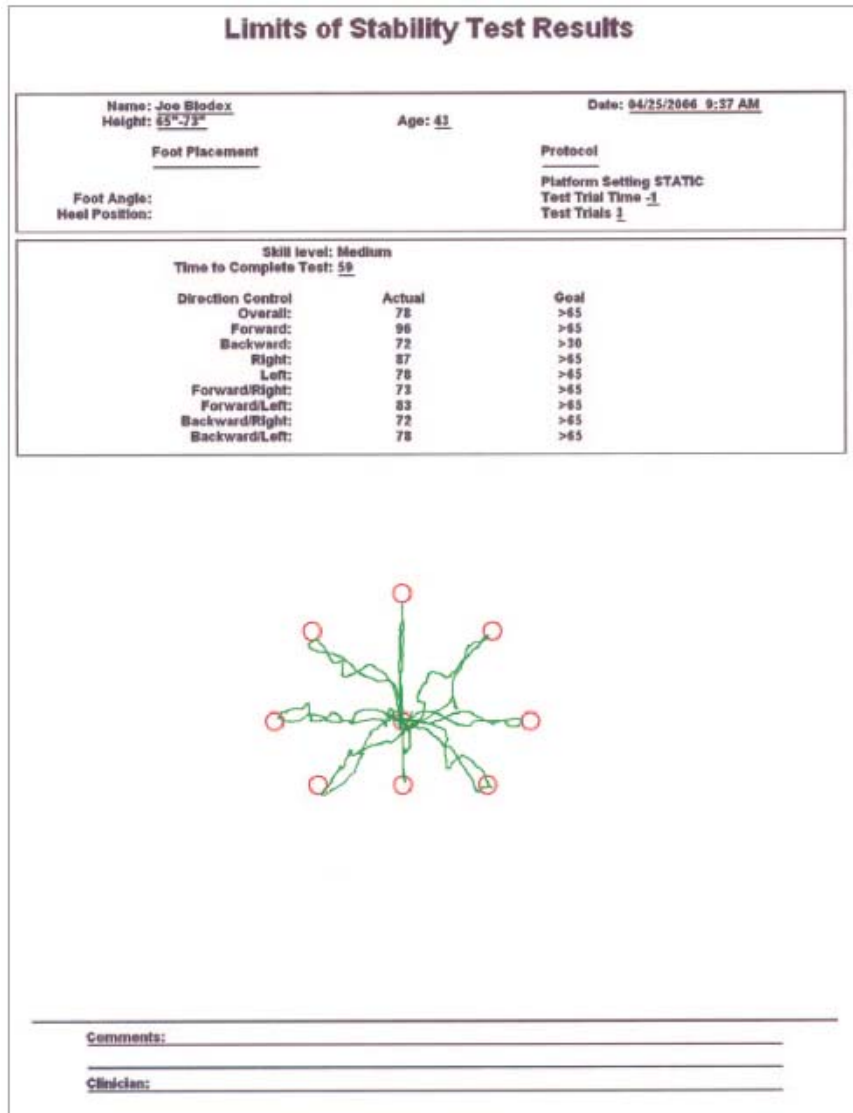 Limits of Stability Test Results
Name: Joe Biodex
Date: 04/25/2006 9:37 AM
Height: 65"-73"
Age: 43
Foot Placement
Protocol
Platform Setting STATIC
Foot Angle:
Test Trial Time -1
Heel Position:
Test Trials 3
Skill level: Medium
Time to Complete Test: 59
Direction Control Actual Goal
Overall: 78 >65
Forward: 96 >65
Backward: 72 >30
Right: 87 >65
Left: 78 >65
Forward/Right: 73 >65
Forward/Left: 83 >65
Backward/Right: 72 >65
Backward/Left: 78 >65
Comments:
Clinician: